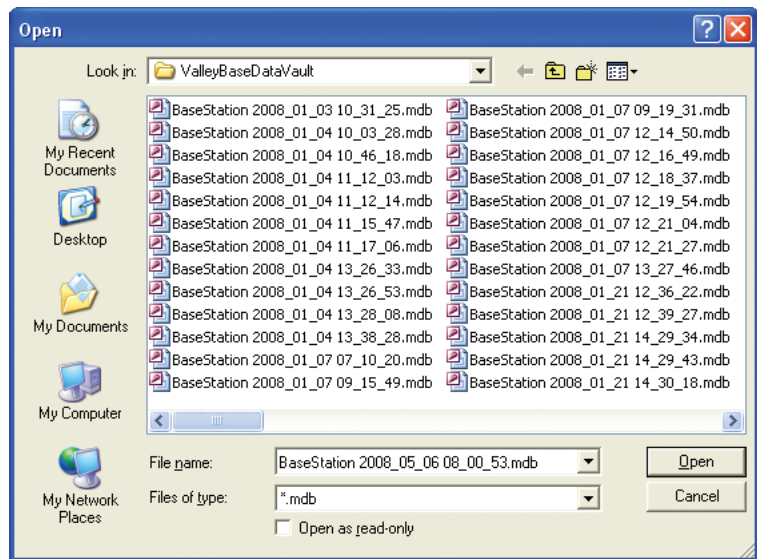 Open
Look in: ValleyBaseDataVault
My Recent
Documents
Desktop
My Documents
My Computer
My Network
Places
BaseStation 2008_01_03 10_31_25.mdb
BaseStation 2008_01_04 10_03_28.mdb
BaseStation 2008_01_04 10_46_18.mdb
BaseStation 2008_01_04 11_12_03.mdb
BaseStation 2008_01_04 11_12_14.mdb
BaseStation 2008_01_04 11_15_47.mdb
BaseStation 2008_01_04 11_17_06.mdb
BaseStation 2008_01_04 13_26_33.mdb
BaseStation 2008_01_04 13_26_53.mdb
BaseStation 2008_01_04 13_28_08.mdb
BaseStation 2008_01_04 13_38_28.mdb
BaseStation 2008_01_07 07_10_20.mdb
BaseStation 2008_01_07 09_15_49.mdb
BaseStation 2008_01_07 09_19_31.mdb
BaseStation 2008_01_07 12_14_50.mdb
BaseStation 2008_01_07 12_16_49.mdb
BaseStation 2008_01_07 12_18_37.mdb
BaseStation 2008_01_07 12_19_54.mdb
BaseStation 2008_01_07 12_21_04.mdb
BaseStation 2008_01_07 12_21_27.mdb
BaseStation 2008_01_07 13_27_46.mdb
BaseStation 2008_01_21 12_36_22.mdb
BaseStation 2008_01_21 12_39_27.mdb
BaseStation 2008_01_21 14_29_34.mdb
BaseStation 2008_01_21 14_29_43.mdb
BaseStation 2008_01_21 14_30_18.mdb
File name: BaseStation 2008_05_06 08_00_53.mdb Open
Files of type: *.mdb Cancel
Open as read-only